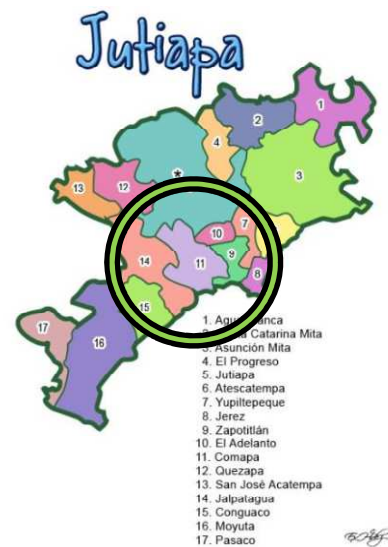 Jutiapa
1
2
4
3
13
12
*
7
10
14
9
11
8
15
17
16
1.
Catarina Mita
3. Asunción Mita
4. El Progreso
5. Jutiapa
6. Atescatempa
7. Yupiltepeque
8. Jerez
9. Zapotitlán
10. El Adelanto
11. Comapa
12. Quezapa
13. San José Acatempa
14. Jalpatagua
15. Conguaco
16. Moyuta
17. Pasaco